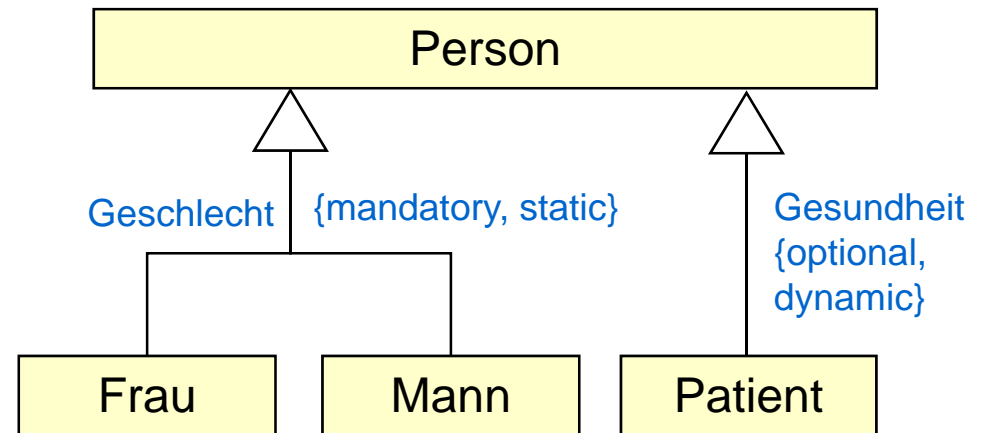 Person
Geschlecht {mandatory, static}
Gesundheit
{optional,
dynamic}
Frau
Mann
Patient